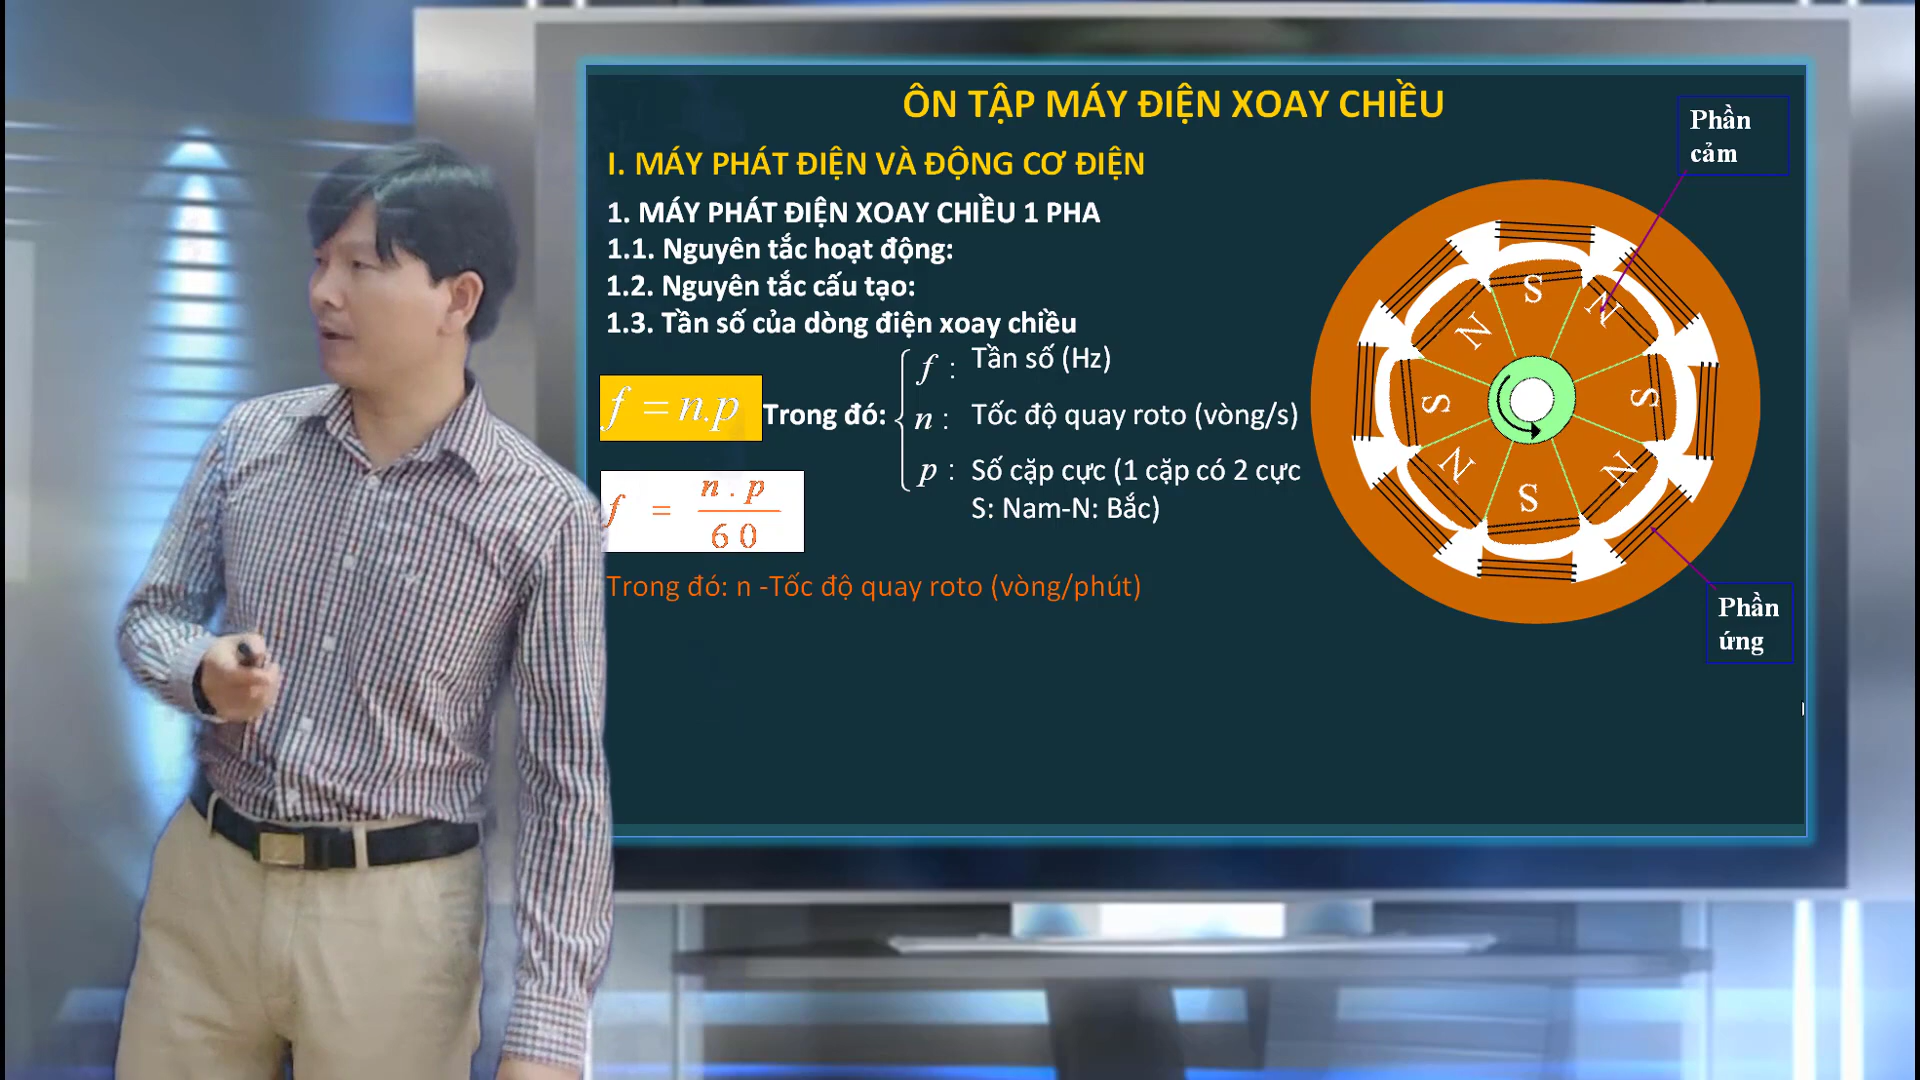 ÔN TẬP MÁY ĐIỆN XOAY CHIỀU
I. MÁY PHÁT ĐIỆN VÀ ĐỘNG CƠ ĐIỆN
1. MÁY PHÁT ĐIỆN XOAY CHIỀU 1 PHA
1.1. Nguyên tắc hoạt động:
1.2. Nguyên tắc cấu tạo:
1.3. Tần số của dòng điện xoay chiều
f = n.p
Trong đó:
f : Tần số (Hz)
n : Tốc độ quay roto (vòng/s)
p : Số cặp cực (1 cặp có 2 cực
S: Nam-N: Bắc)
f = n . p / 60
Trong đó: n -Tốc độ quay roto (vòng/phút)
Phần
cảm
S
N
S
N
S
N
S
N
Phần
ứng